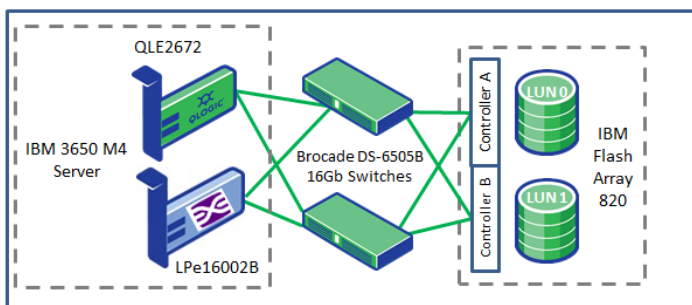 QLE2672
QLOGIC
IBM 3650 M4
Server
LPe16002B
Brocade DS-6505B
16Gb Switches
Controller A
Controller B
LUN 0
LUN 1
IBM
Flash
Array
820